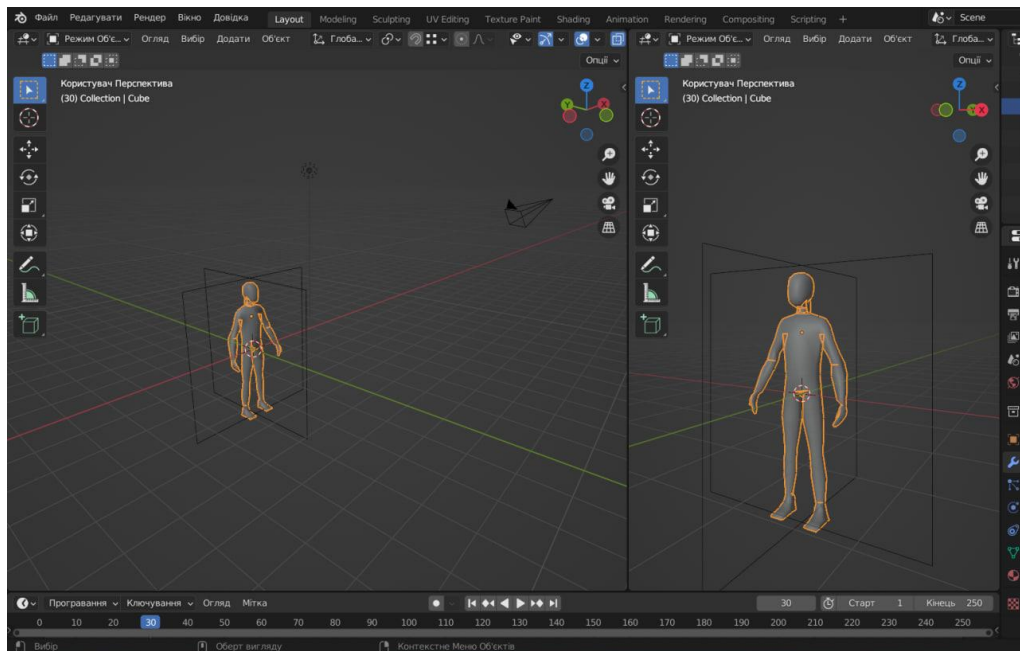 Файл Редагувати Рендер Вікно Довідка Layout Modeling Sculpting UV Editing Texture Paint Shading Animation Rendering Compositing Scripting + Scene
Режим Об'є... Огляд Вибір Додати Об'єкт Глоба...
Режим Об'є... Огляд Вибір Додати Об'єкт Глоба...
Опції
Опції
Користувач Перспектива
(30) Collection | Cube
Z
Y
X
Користувач Перспектива
(30) Collection | Cube
Z
Y X
Програвання Ключування Огляд Мітка 30 Старт 1 Кінець 250
0 10 20 30 40 50 60 70 80 90 100 110 120 130 140 150 160 170 180 190 200 210 220 230 240 250
Вибір Оберт вигляду Контекстне Меню Об'єктів